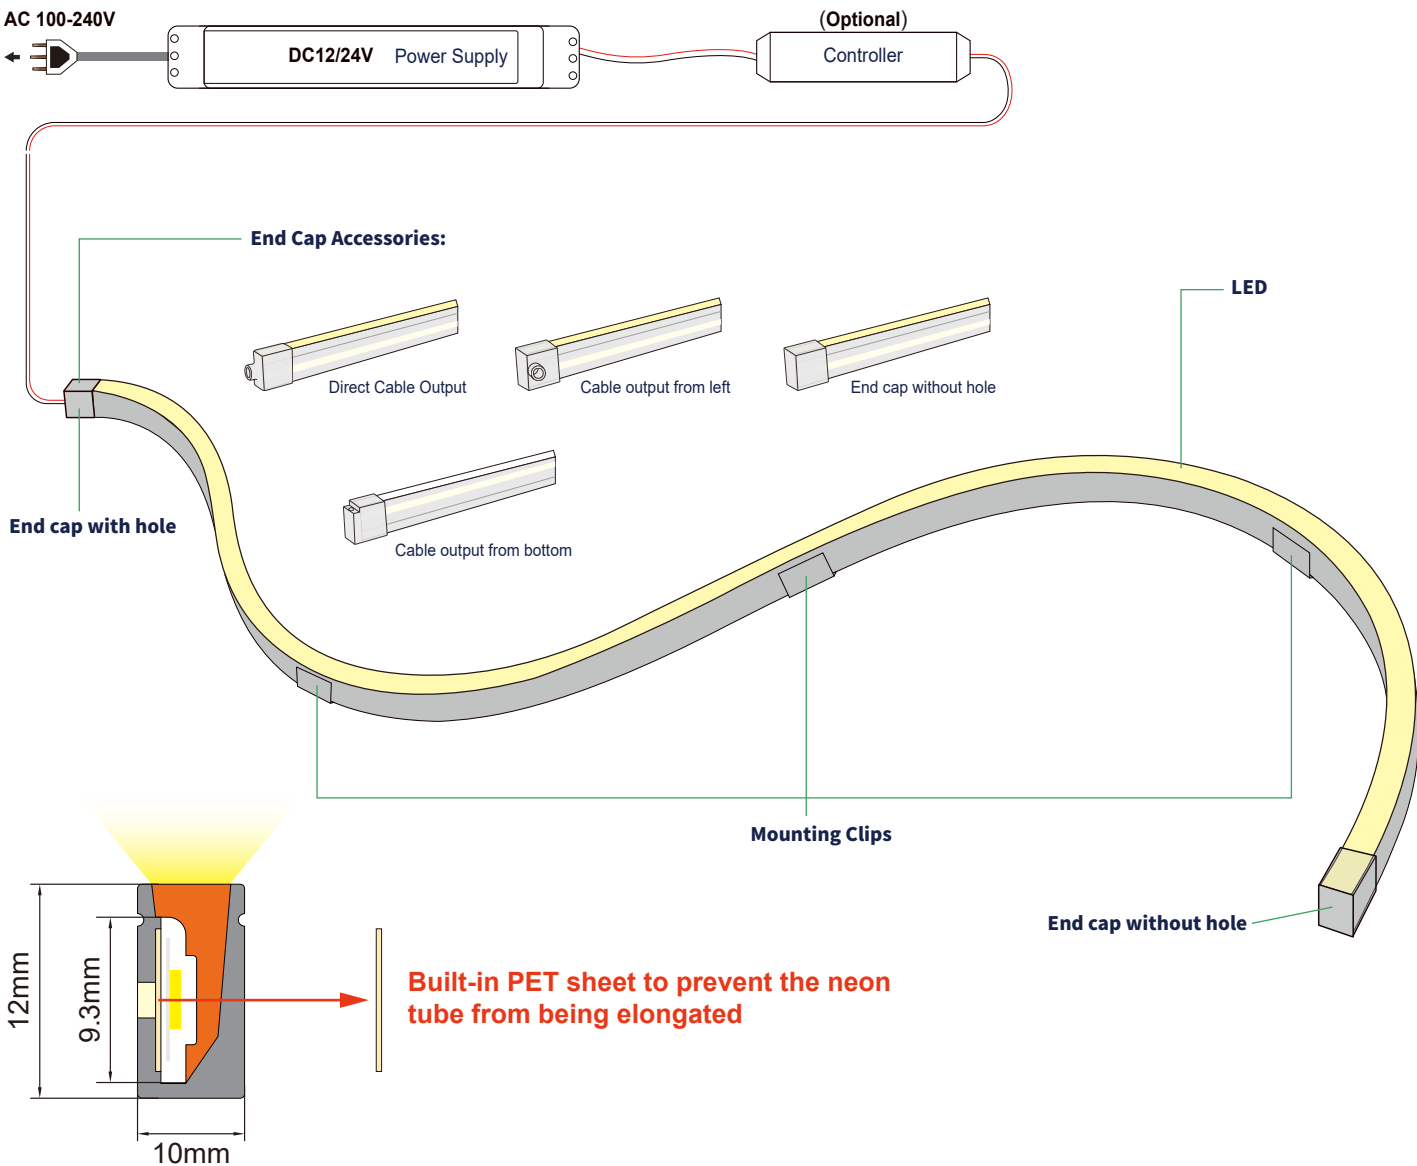 AC 100-240V
(Optional)
DC12/24V Power Supply
Controller
End Cap Accessories:
LED
Direct Cable Output
Cable output from left
End cap without hole
End cap with hole
Cable output from bottom
Mounting Clips
End cap without hole
12mm
9.3mm
Built-in PET sheet to prevent the neon
tube from being elongated
10mm